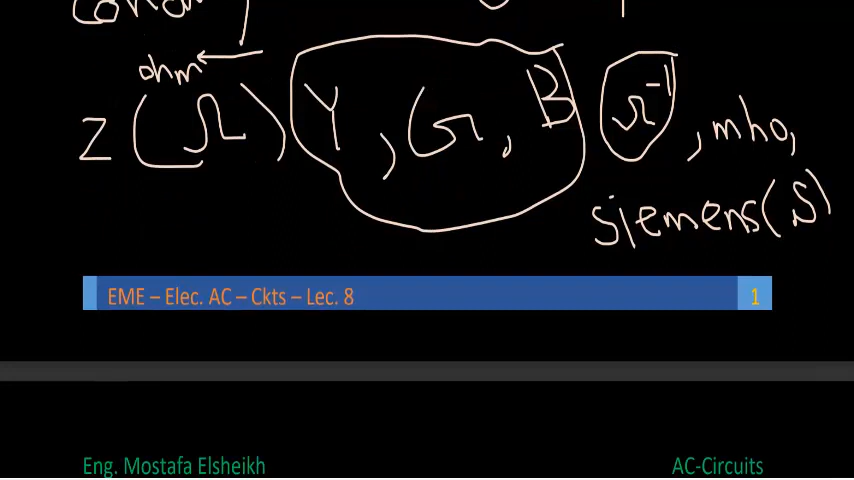 ohm
Z (Ω) Y , G , B Ω⁻¹ , mho,
siemens(S)
EME – Elec. AC – Ckts – Lec. 8 1
Eng. Mostafa Elsheikh AC-Circuits